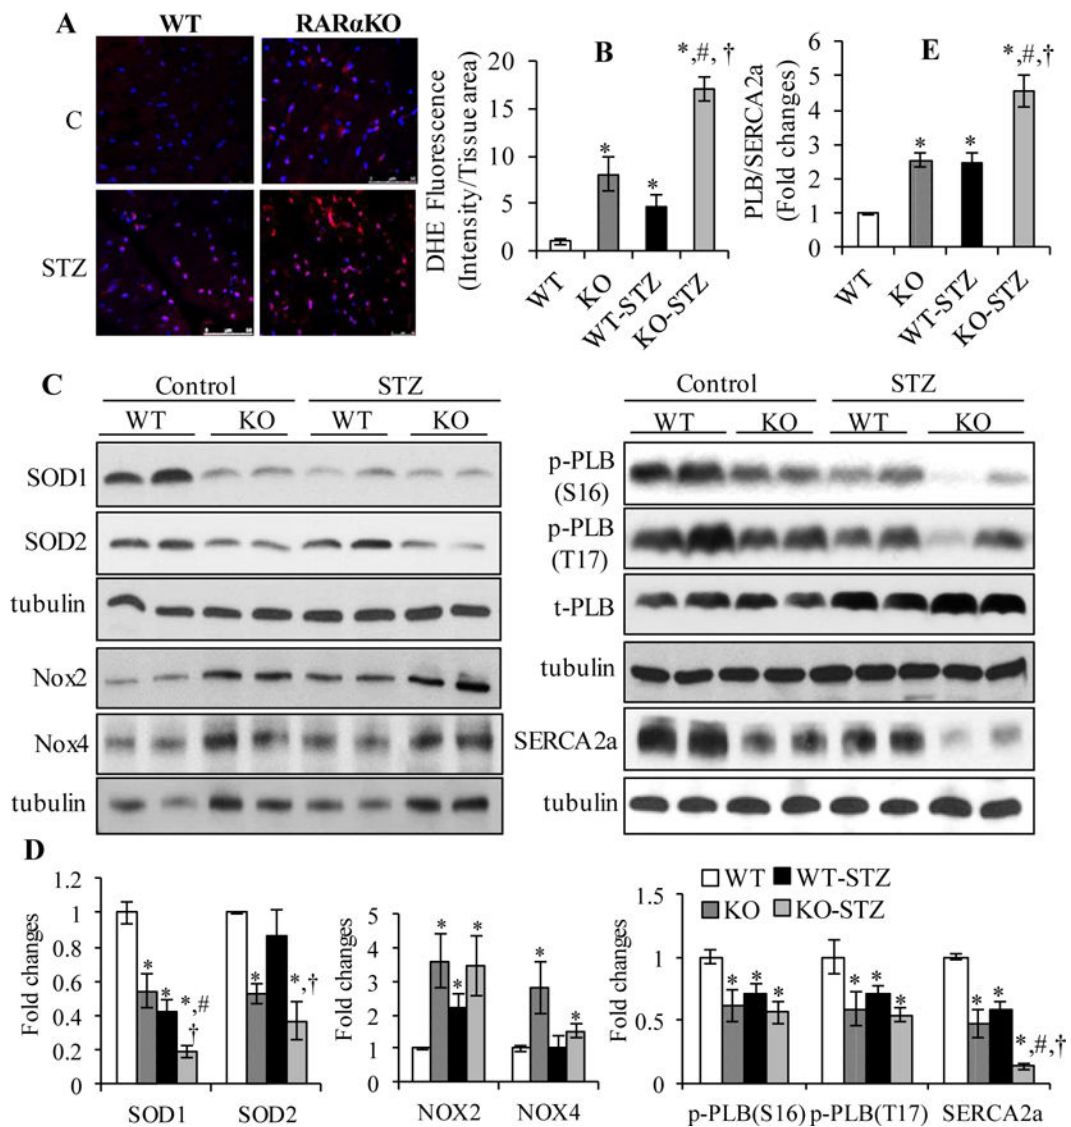 A
WT
RARαKO
C
STZ
B
DHE Fluorescence
(Intensity/Tissue area)
20
15
10
5
0
*
*
*,#, †
WT
KO
WT-STZ
KO-STZ
E
PLB/SERCA2a
(Fold changes)
6
5
4
3
2
1
0
*
*
*,#,†
WT
KO
WT-STZ
KO-STZ
C
Control
STZ
WT
KO
WT
KO
SOD1
SOD2
tubulin
Nox2
Nox4
tubulin
Control
STZ
WT
KO
WT
KO
p-PLB
(S16)
p-PLB
(T17)
t-PLB
tubulin
SERCA2a
tubulin
D
Fold changes
1.2
1
0.8
0.6
0.4
0.2
0
*
*
*,#
†
*
*,†
SOD1
SOD2
Fold changes
5
4
3
2
1
0
*
*
*
*
*
NOX2
NOX4
WT
WT-STZ
KO
KO-STZ
Fold changes
1.5
1
0.5
0
*
*
*
*
*
*
*
*
*,#,†
p-PLB(S16)
p-PLB(T17)
SERCA2a